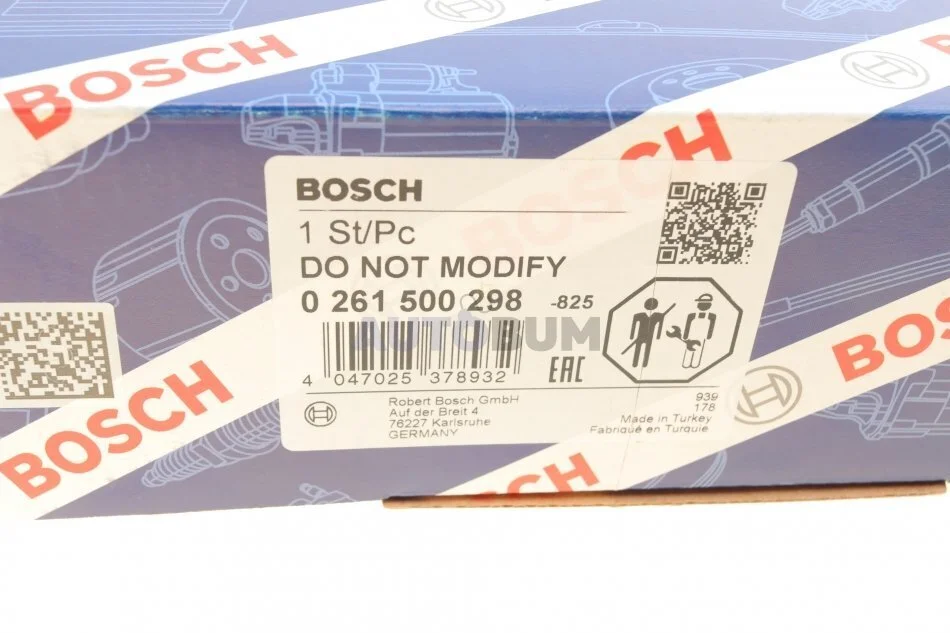 BOSCH
BOSCH
BOSCH
1 St/Pc
DO NOT MODIFY
0 261 500 298 -825
AUTOBUM
4 047025 378932
EAC
Robert Bosch GmbH
Auf der Breit 4
76227 Karlsruhe
GERMANY
939
178
Made in Turkey
Fabriqué en Turquie
BOSCH
BOSCH
BOSCH
BOSCH